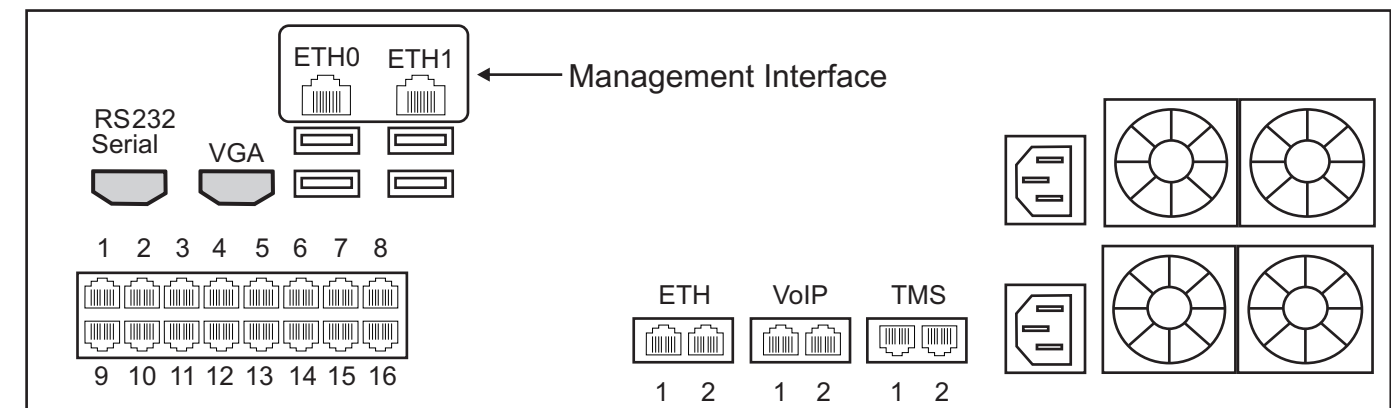 ETH0 ETH1
Management Interface
RS232
Serial
VGA
1 2 3 4 5 6 7 8
9 10 11 12 13 14 15 16
ETH VoIP TMS
1 2 1 2 1 2